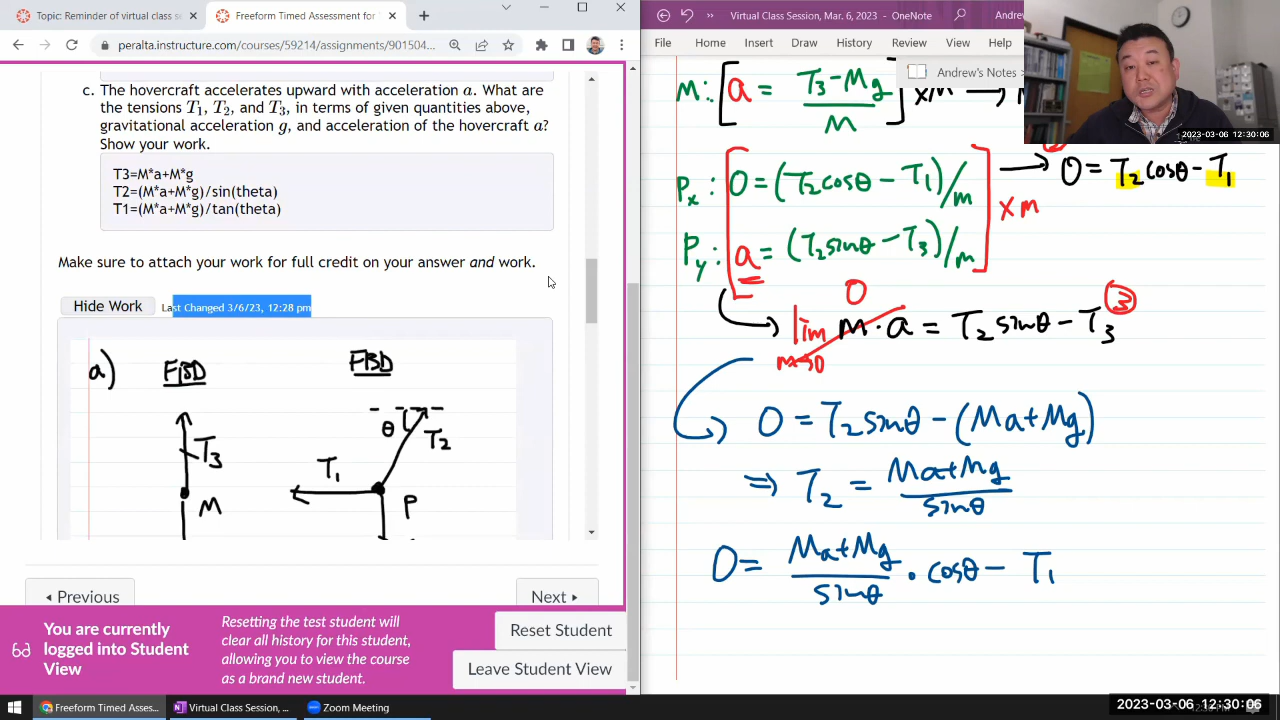 Topic: Reminder of virtual class se
Freeform Timed Assessment for
peralta.instructure.com/courses/59214/assignments/901504...
c. The hovercraft accelerates upward with acceleration a. What are
the tension T₁, T₂, and T₃, in terms of given quantities above,
gravitational acceleration g, and acceleration of the hovercraft a?
Show your work.
T3=M*a+M*g
T2=(M*a+M*g)/sin(theta)
T1=(M*a+M*g)/tan(theta)
Make sure to attach your work for full credit on your answer and work.
Hide Work
Last Changed 3/6/23, 12:28 pm
a) FBD FBD
T₃ θ T₂
T₁
M P
Previous
Next
You are currently
logged into Student
View
Resetting the test student will
clear all history for this student,
allowing you to view the course
as a brand new student.
Reset Student
Leave Student View
Virtual Class Session, Mar. 6, 2023 - OneNote
Andrew
File Home Insert Draw History Review View Help
Andrew's Notes >
2023-03-06 12:30:06
M: [a = (T₃ - Mg)/M] × M →
Pₓ: [0 = (T₂cosθ - T₁)/m → 0 = T₂cosθ - T₁
× m
Pᵧ: a = (T₂sinθ - T₃)/m]
0
lim m→0 m·a = T₂sinθ - T₃ ③
0 = T₂sinθ - (Ma+Mg)
⇒ T₂ = (Ma+Mg)/sinθ
0 = (Ma+Mg)/sinθ · cosθ - T₁
Freeform Timed Asses...
Virtual Class Session, ...
Zoom Meeting
2023-03-06 12:30:06